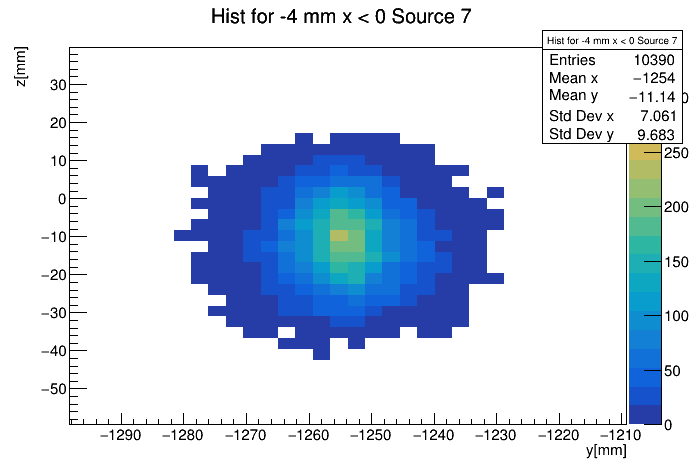 Hist for -4 mm x < 0 Source 7
z[mm]
Hist for -4 mm x < 0 Source 7
Entries 10390
Mean x −1254
Mean y −11.14
Std Dev x 7.061
Std Dev y 9.683
30
20
10
0
−10
−20
−30
−40
−50
0
250
200
150
100
50
0
−1290 −1280 −1270 −1260 −1250 −1240 −1230 −1220 −1210
y[mm]